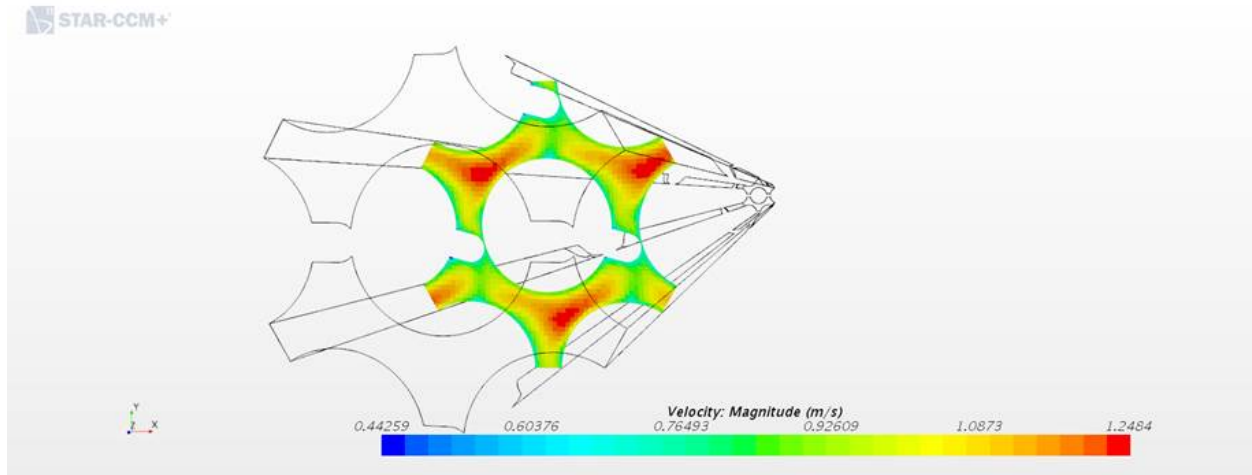 STAR-CCM+
Velocity: Magnitude (m/s)
0.44259 0.60376 0.76493 0.92609 1.0873 1.2484
Y
Z X